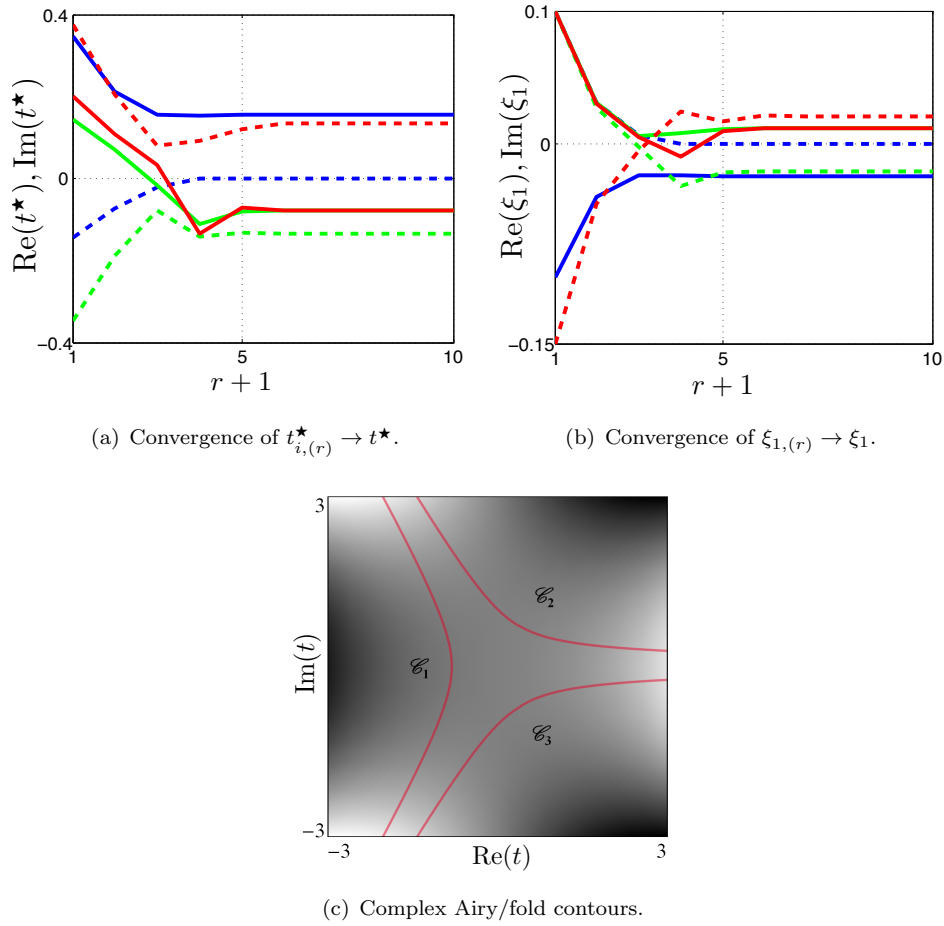 0.4
0
−0.4
Re(t★), Im(t★)
1
5
10
r + 1
(a) Convergence of t★i,(r) → t★.
0.1
0
−0.15
Re(ξ1), Im(ξ1)
1
5
10
r + 1
(b) Convergence of ξ1,(r) → ξ1.
3
𝒞2
𝒞1
𝒞3
Im(t)
−3
−3
3
Re(t)
(c) Complex Airy/fold contours.